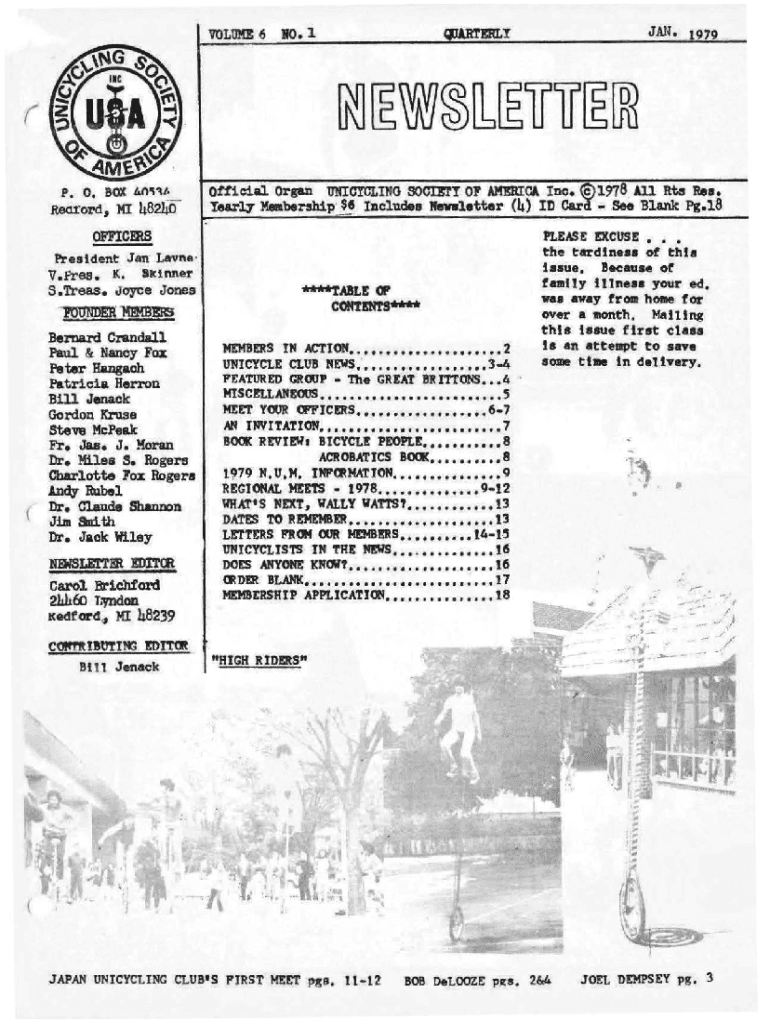 VOLUME 6 NO. 1 QUARTERLY JAN. 1979
UNICYCLING SOCIETY OF AMERICA
INC
USA
NEWSLETTER
P. O. BOX 40534
Redford, MI 48240
Official Organ UNICYCLING SOCIETY OF AMERICA Inc. ©1978 All Rts Res.
Yearly Membership $6 Includes Newsletter (4) ID Card - See Blank Pg.18
OFFICERS
President Jan Layne
V.Pres. K. Skinner
S.Treas. Joyce Jones
FOUNDER MEMBERS
Bernard Crandall
Paul & Nancy Fox
Peter Hangach
Patricia Herron
Bill Jenack
Gordon Kruse
Steve McPeak
Fr. Jas. J. Moran
Dr. Miles S. Rogers
Charlotte Fox Rogers
Andy Rubel
Dr. Claude Shannon
Jim Smith
Dr. Jack Wiley
NEWSLETTER EDITOR
Carol Brichford
24460 Lyndon
Redford, MI 48239
CONTRIBUTING EDITOR
Bill Jenack
****TABLE OF
CONTENTS****
MEMBERS IN ACTION....................2
UNICYCLE CLUB NEWS...................3-4
FEATURED GROUP - The GREAT BRITTONS...4
MISCELLANEOUS...........................5
MEET YOUR OFFICERS...................6-7
AN INVITATION...........................7
BOOK REVIEW: BICYCLE PEOPLE...........8
ACROBATICS BOOK..........8
1979 N.U.M. INFORMATION...............9
REGIONAL MEETS - 1978...............9-12
WHAT'S NEXT, WALLY WATTS?.............13
DATES TO REMEMBER.....................13
LETTERS FROM OUR MEMBERS...........14-15
UNICYCLISTS IN THE NEWS...............16
DOES ANYONE KNOW?.....................16
ORDER BLANK...........................17
MEMBERSHIP APPLICATION................18
PLEASE EXCUSE . . .
the tardiness of this
issue. Because of
family illness your ed.
was away from home for
over a month. Mailing
this issue first class
is an attempt to save
some time in delivery.
"HIGH RIDERS"
JAPAN UNICYCLING CLUB'S FIRST MEET pgs. 11-12 BOB DeLOOZE pgs. 2&4 JOEL DEMPSEY pg. 3